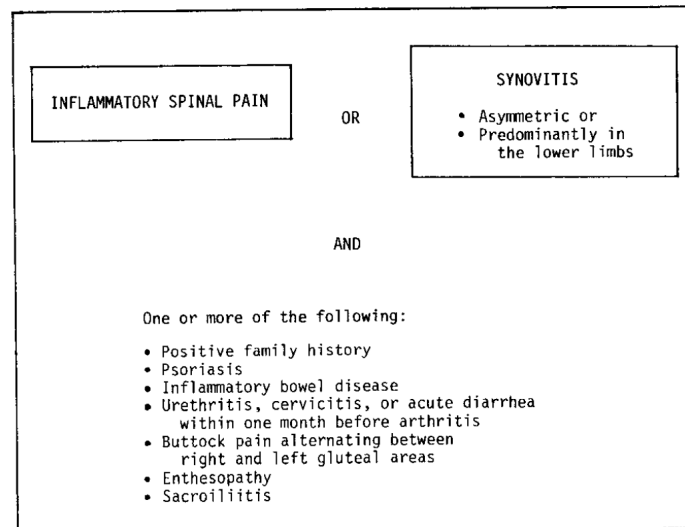 INFLAMMATORY SPINAL PAIN
OR
SYNOVITIS
• Asymmetric or
• Predominantly in
the lower limbs
AND
One or more of the following:
• Positive family history
• Psoriasis
• Inflammatory bowel disease
• Urethritis, cervicitis, or acute diarrhea
within one month before arthritis
• Buttock pain alternating between
right and left gluteal areas
• Enthesopathy
• Sacroiliitis